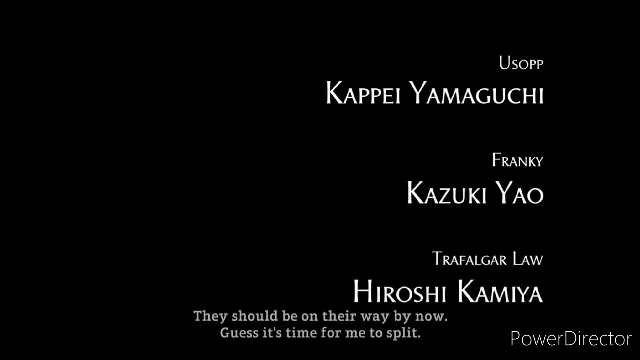 Usopp
Kappei Yamaguchi
Franky
Kazuki Yao
Trafalgar Law
Hiroshi Kamiya
They should be on their way by now.
Guess it's time for me to split.
PowerDirector